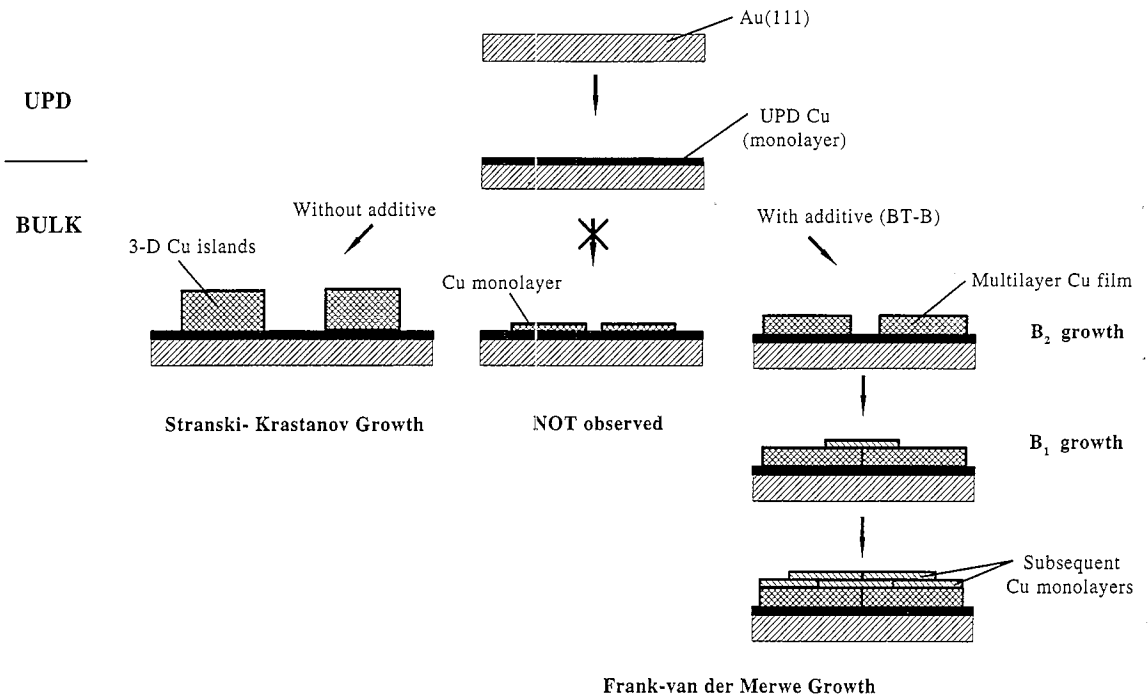 Au(111)
UPD
UPD Cu
(monolayer)
BULK
Without additive
With additive (BT-B)
3-D Cu islands
Cu monolayer
Multilayer Cu film
B₂ growth
Stranski- Krastanov Growth
NOT observed
B₁ growth
Subsequent
Cu monolayers
Frank-van der Merwe Growth